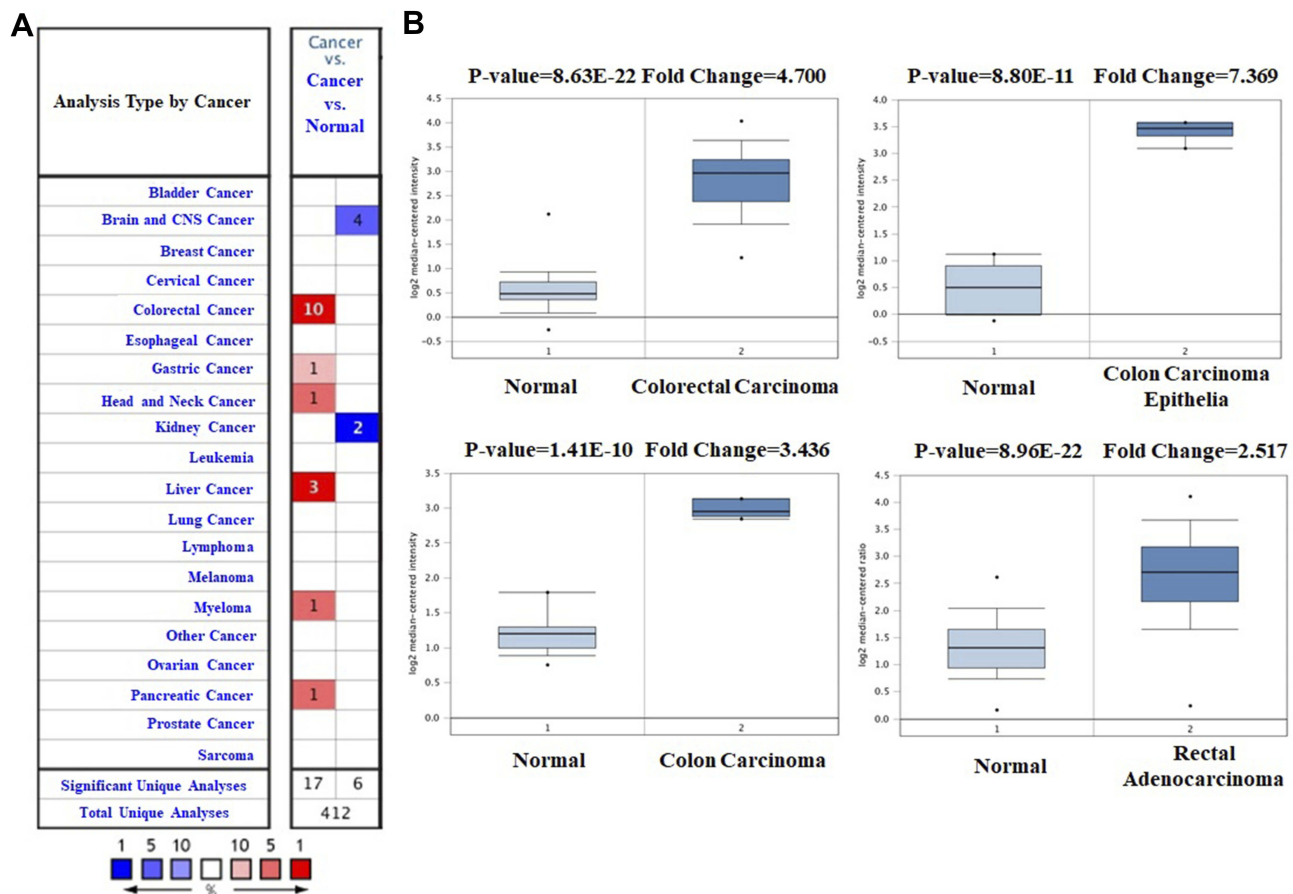 A
Analysis Type by Cancer
Cancer
vs.
Cancer
vs.
Normal
Bladder Cancer
Brain and CNS Cancer 4
Breast Cancer
Cervical Cancer
Colorectal Cancer 10
Esophageal Cancer
Gastric Cancer 1
Head and Neck Cancer 1
Kidney Cancer 2
Leukemia
Liver Cancer 3
Lung Cancer
Lymphoma
Melanoma
Myeloma 1
Other Cancer
Ovarian Cancer
Pancreatic Cancer 1
Prostate Cancer
Sarcoma
Significant Unique Analyses 17 6
Total Unique Analyses 412
1 5 10 10 5 1
%
B
P-value=8.63E-22 Fold Change=4.700
log2 median-centered intensity
4.5
4.0
3.5
3.0
2.5
2.0
1.5
1.0
0.5
0.0
-0.5
1 2
Normal Colorectal Carcinoma
P-value=8.80E-11 Fold Change=7.369
log2 median-centered intensity
4.0
3.5
3.0
2.5
2.0
1.5
1.0
0.5
0.0
-0.5
1 2
Normal Colon Carcinoma
Epithelia
P-value=1.41E-10 Fold Change=3.436
log2 median-centered intensity
3.5
3.0
2.5
2.0
1.5
1.0
0.5
0.0
1 2
Normal Colon Carcinoma
P-value=8.96E-22 Fold Change=2.517
log2 median-centered ratio
4.5
4.0
3.5
3.0
2.5
2.0
1.5
1.0
0.5
0.0
1 2
Normal Rectal
Adenocarcinoma